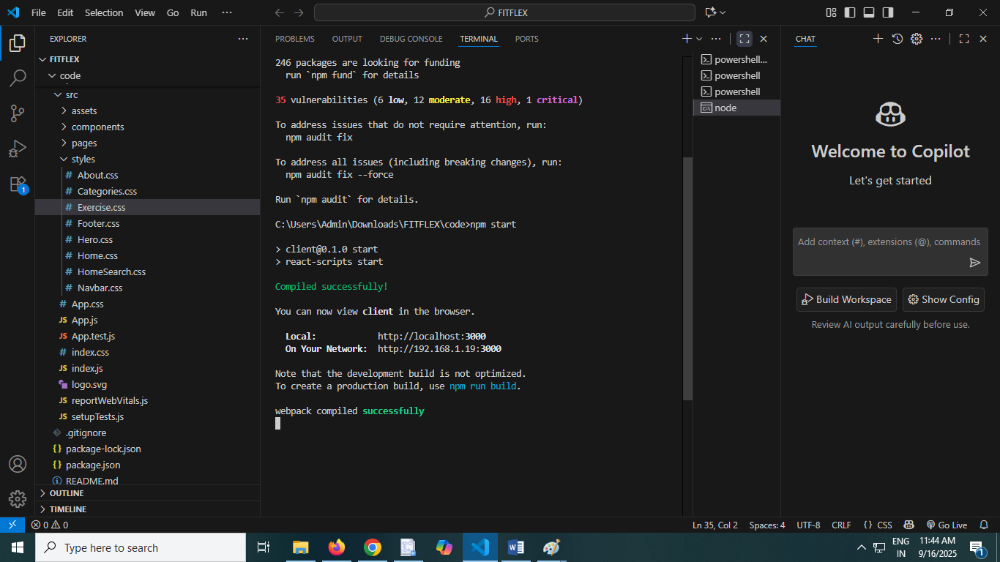 File Edit Selection View Go Run ···
FITFLEX
EXPLORER
FITFLEX
code
src
assets
components
pages
styles
About.css
Categories.css
Exercise.css
Footer.css
Hero.css
Home.css
HomeSearch.css
Navbar.css
App.css
App.js
App.test.js
index.css
index.js
logo.svg
reportWebVitals.js
setupTests.js
.gitignore
package-lock.json
package.json
README.md
OUTLINE
TIMELINE
PROBLEMS OUTPUT DEBUG CONSOLE TERMINAL PORTS
246 packages are looking for funding
run `npm fund` for details
35 vulnerabilities (6 low, 12 moderate, 16 high, 1 critical)
To address issues that do not require attention, run:
npm audit fix
To address all issues (including breaking changes), run:
npm audit fix --force
Run `npm audit` for details.
C:\Users\Admin\Downloads\FITFLEX\code>npm start
> client@0.1.0 start
> react-scripts start
Compiled successfully!
You can now view client in the browser.
Local: http://localhost:3000
On Your Network: http://192.168.1.19:3000
Note that the development build is not optimized.
To create a production build, use npm run build.
webpack compiled successfully
powershell...
powershell
powershell
node
CHAT
Welcome to Copilot
Let's get started
Add context (#), extensions (@), commands
Build Workspace Show Config
Review AI output carefully before use.
1
0 0 Ln 35, Col 2 Spaces: 4 UTF-8 CRLF {} CSS Go Live
Type here to search
ENG
IN
11:44 AM
9/16/2025
1